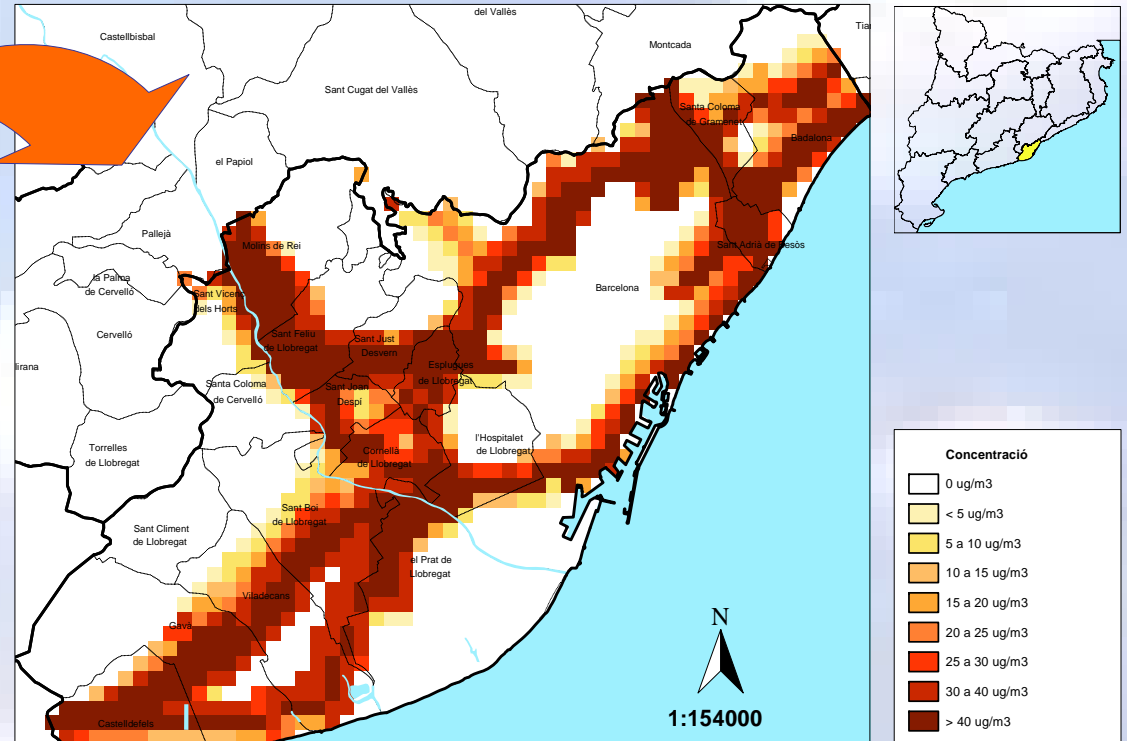 del Vallès
Tiar
Castellbisbal
Montcada
Sant Cugat del Vallès
Santa Coloma
de Gramenet
Badalona
el Papiol
Pallejà
Molins de Rei
Sant Adrià de Besòs
la Palma
de Cervelló
Sant Vicenç
dels Horts
Barcelona
Cervelló
Sant Feliu
de Llobregat
Sant Just
Desvern
lirana
Esplugues
de Llobregat
Santa Coloma
de Cervelló
Sant Joan
Despí
Torrelles
de Llobregat
Cornellà
de Llobregat
l'Hospitalet
de Llobregat
Sant Boi
de Llobregat
Sant Climent
de Llobregat
el Prat de
Llobregat
Viladecans
Gavà
Castelldefels
N
1:154000
Concentració
0 ug/m3
< 5 ug/m3
5 a 10 ug/m3
10 a 15 ug/m3
15 a 20 ug/m3
20 a 25 ug/m3
25 a 30 ug/m3
30 a 40 ug/m3
> 40 ug/m3